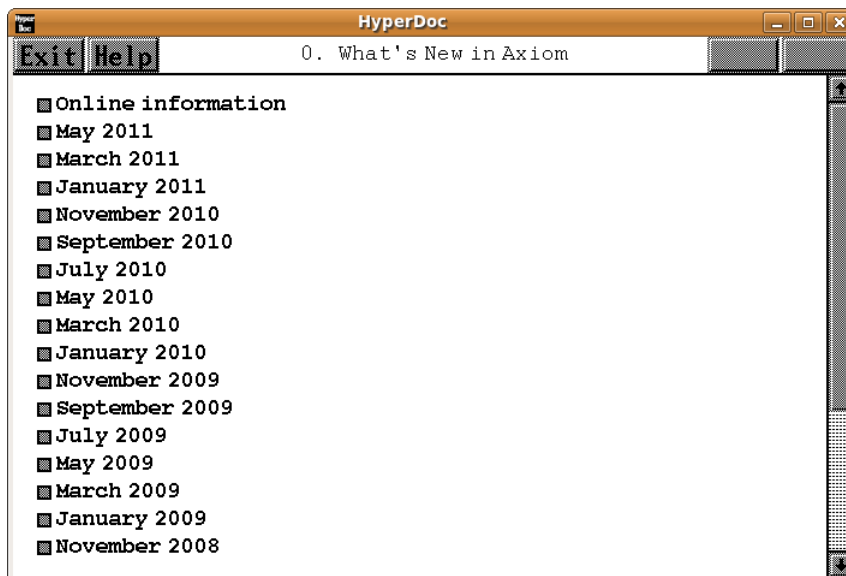 Hyper Doc
HyperDoc
Exit Help
0. What's New in Axiom
Online information
May 2011
March 2011
January 2011
November 2010
September 2010
July 2010
May 2010
March 2010
January 2010
November 2009
September 2009
July 2009
May 2009
March 2009
January 2009
November 2008